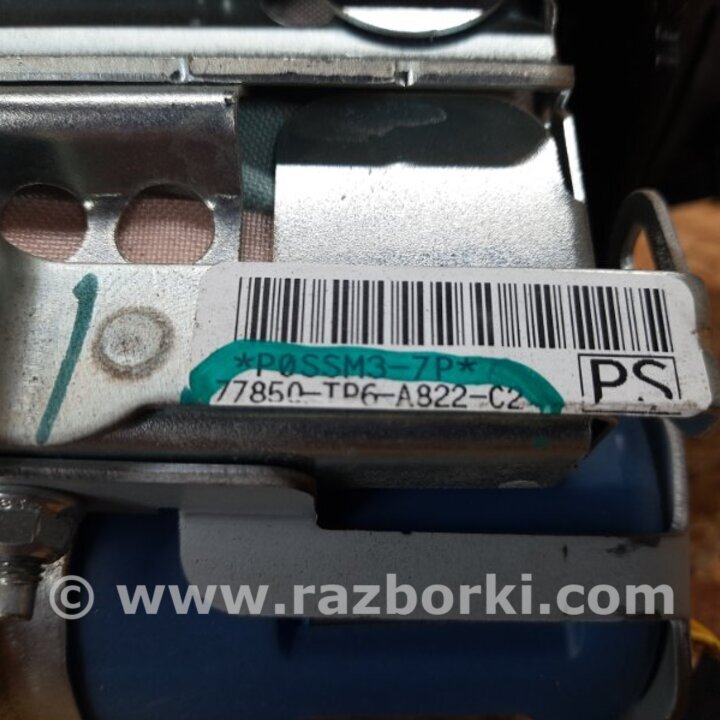 *P0SSM3-7P*
77850-TP6-A822-C2
PS
© www.razborki.com